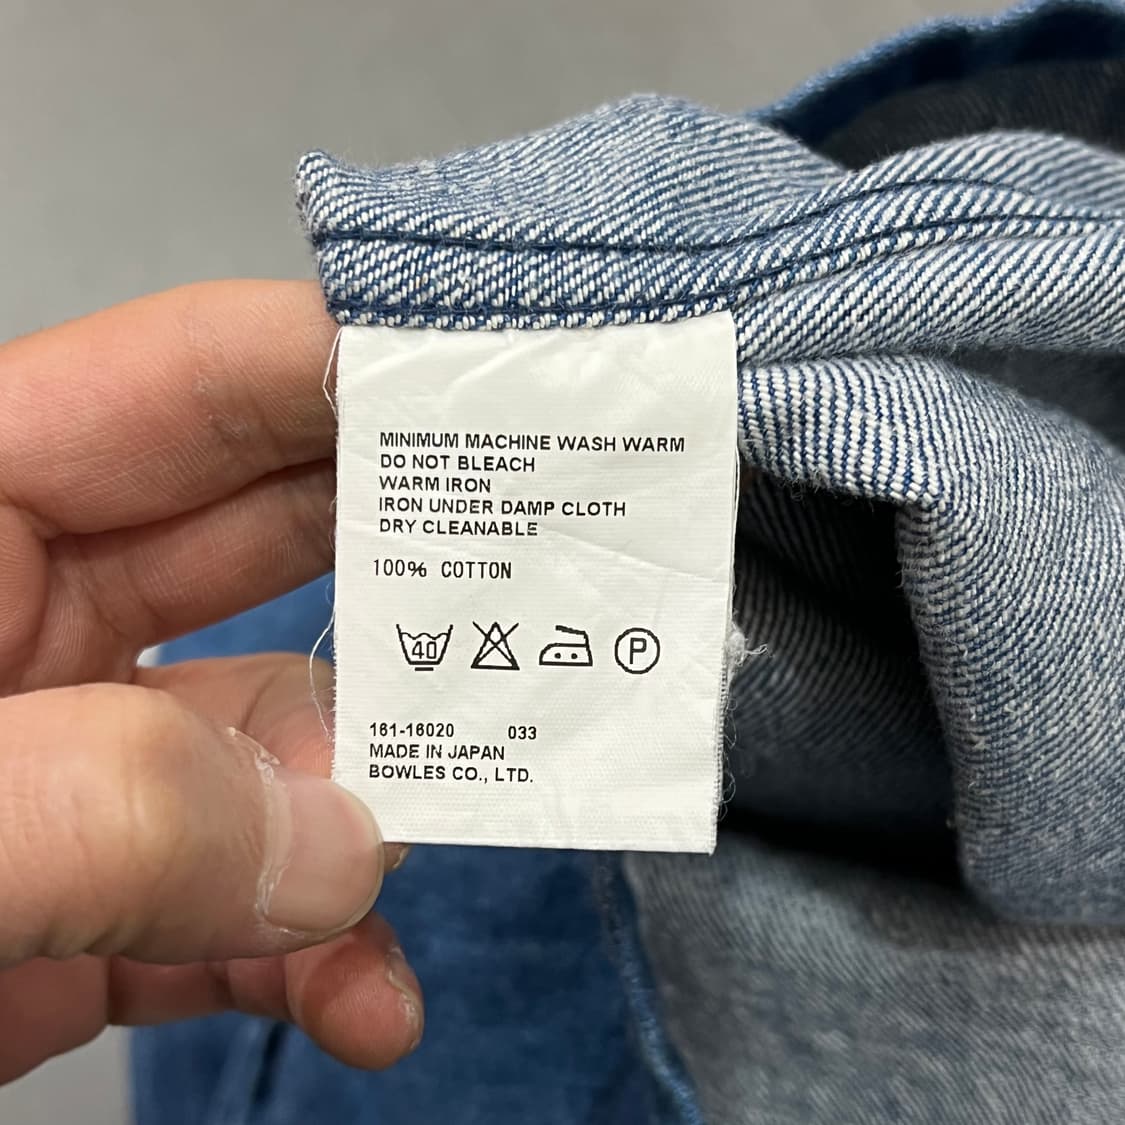 MINIMUM MACHINE WASH WARM
DO NOT BLEACH
WARM IRON
IRON UNDER DAMP CLOTH
DRY CLEANABLE
100% COTTON
40 P
161-16020 033
MADE IN JAPAN
BOWLES CO., LTD.